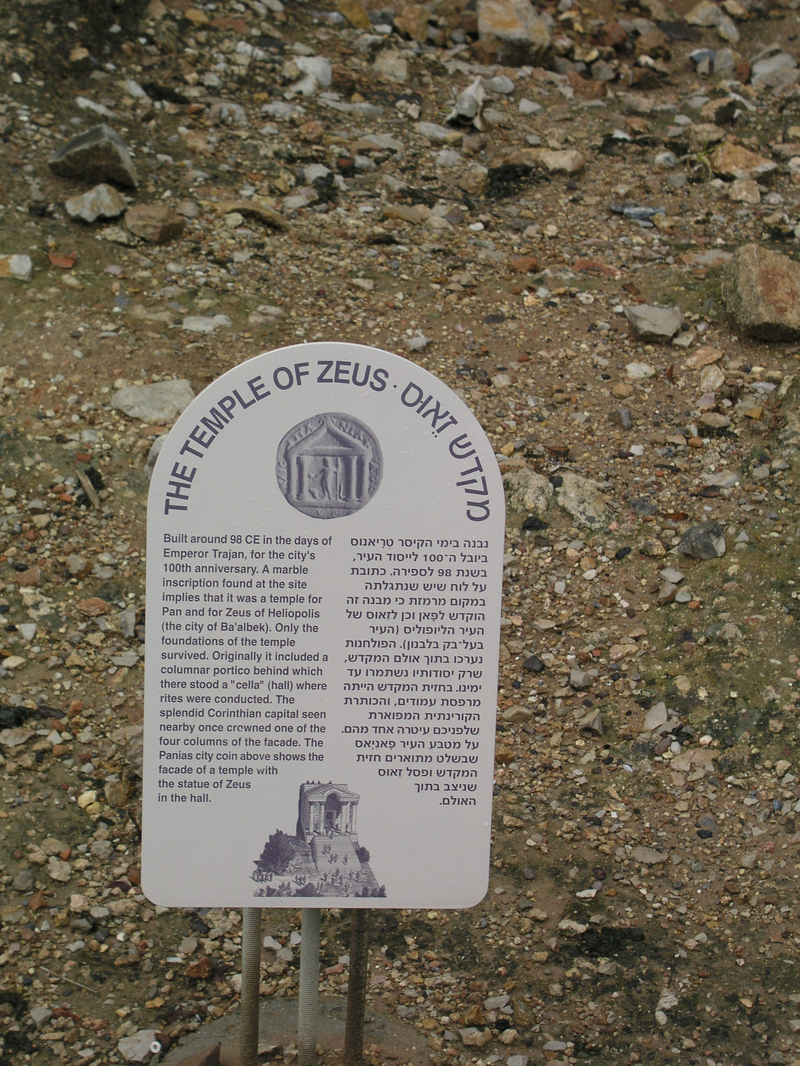 THE TEMPLE OF ZEUS · מקדש זֵאוּס
Built around 98 CE in the days of
Emperor Trajan, for the city's
100th anniversary. A marble
inscription found at the site
implies that it was a temple for
Pan and for Zeus of Heliopolis
(the city of Ba'albek). Only the
foundations of the temple
survived. Originally it included a
columnar portico behind which
there stood a "cella" (hall) where
rites were conducted. The
splendid Corinthian capital seen
nearby once crowned one of the
four columns of the facade. The
Panias city coin above shows the
facade of a temple with
the statue of Zeus
in the hall.
נבנה בימי הקיסר טרַיאנוס
ביובל ה־100 לייסוד העיר,
בשנת 98 לספירה. כתובת
על לוח שיש שנתגלתה
במקום מרמזת כי מבנה זה
הוקדש לפָּאן וכן לזאוס של
העיר הליופוליס (העיר
בעל־בק בלבנון). הפולחנות
נערכו בתוך אולם המקדש,
שרק יסודותיו נשתמרו עד
ימינו. בחזית המקדש הייתה
מרפסת עמודים, והכותרת
הקורינתית המפוארת
שלפניכם עיטרה אחד מהם.
על מטבע העיר פַּאניַאס
שבשלט מתוארים חזית
המקדש ופסל זאוס
שניצב בתוך
האולם.